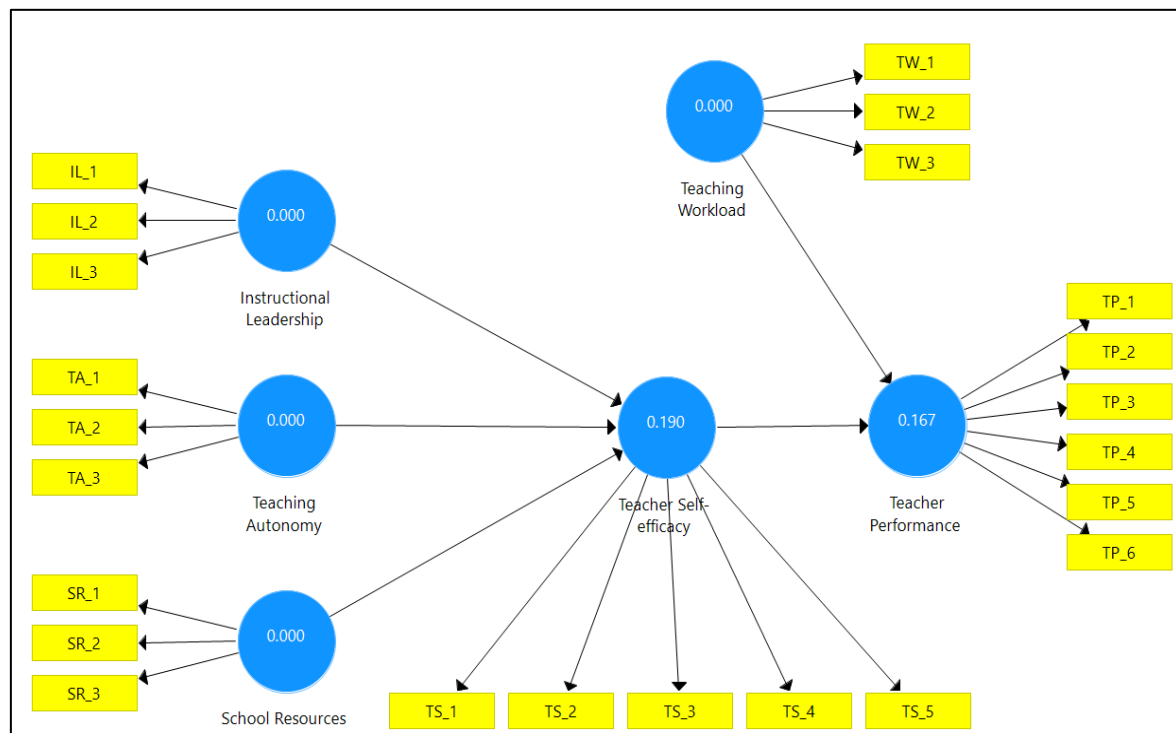 TW_1
0.000
TW_2
TW_3
Teaching
Workload
IL_1
0.000
IL_2
IL_3
Instructional
Leadership
TA_1
0.000
TA_2
TA_3
Teaching
Autonomy
SR_1
0.000
SR_2
SR_3
School Resources
0.190
Teacher Self-
efficacy
TS_1
TS_2
TS_3
TS_4
TS_5
0.167
Teacher
Performance
TP_1
TP_2
TP_3
TP_4
TP_5
TP_6